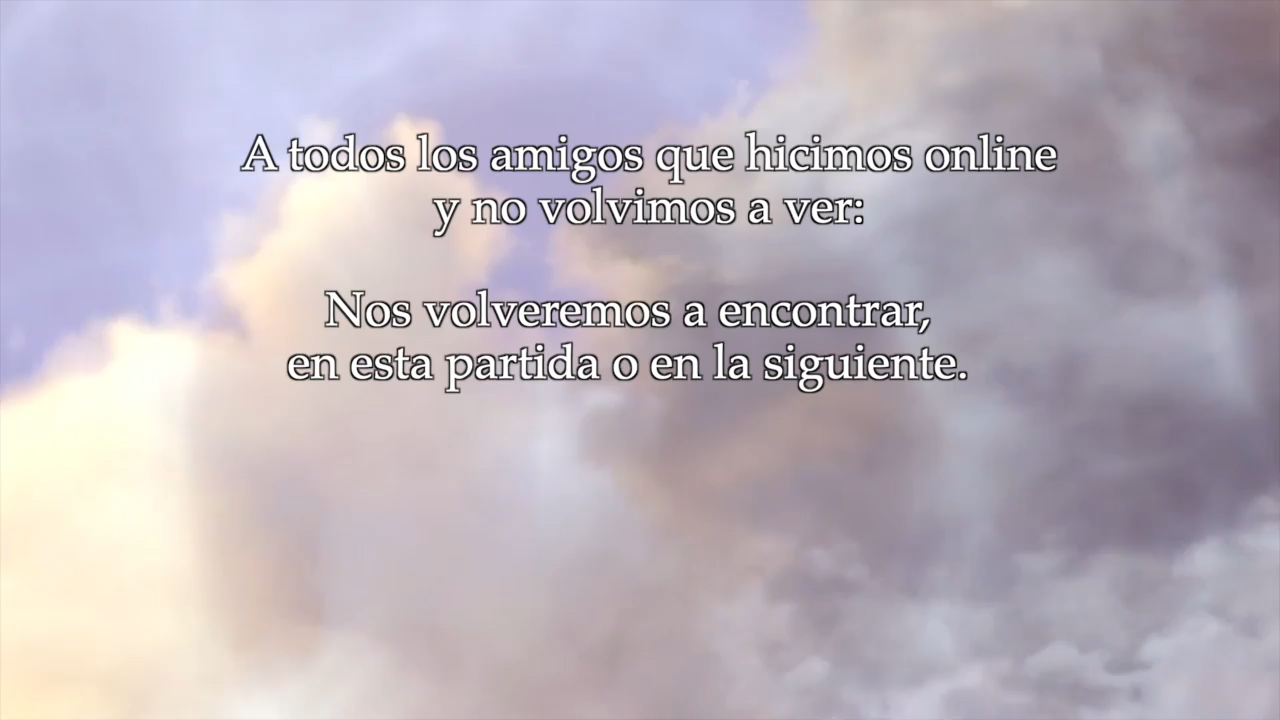 A todos los amigos que hicimos online
y no volvimos a ver:
Nos volveremos a encontrar,
en esta partida o en la siguiente.